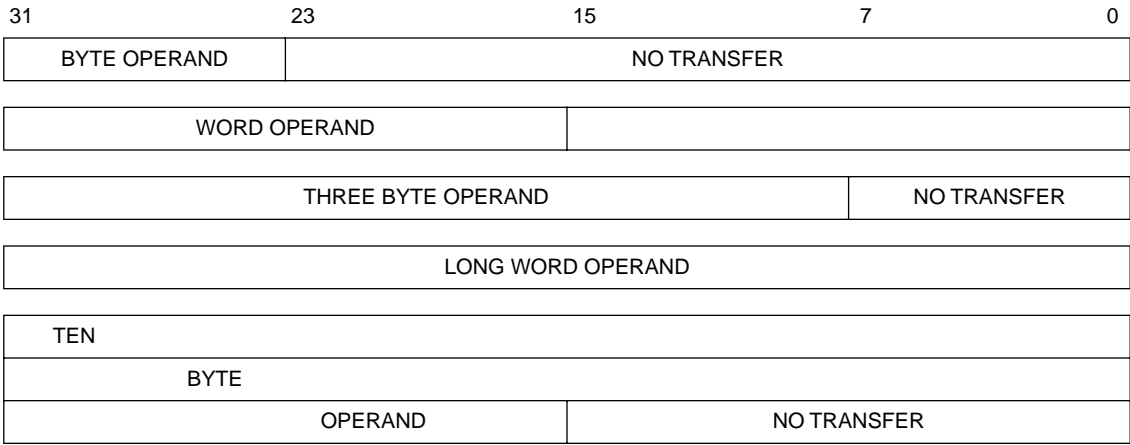 31 23 15 7 0
BYTE OPERAND NO TRANSFER
WORD OPERAND
THREE BYTE OPERAND NO TRANSFER
LONG WORD OPERAND
TEN
BYTE
OPERAND NO TRANSFER